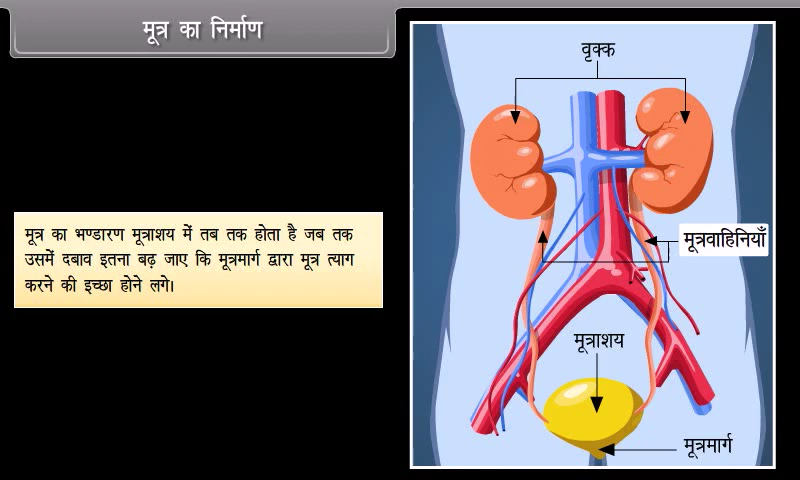 मूत्र का निर्माण
वृक्क
मूत्र का भण्डारण मूत्राशय में तब तक होता है जब तक
उसमें दबाव इतना बढ़ जाए कि मूत्रमार्ग द्वारा मूत्र त्याग
करने की इच्छा होने लगे।
मूत्रवाहिनियाँ
मूत्राशय
मूत्रमार्ग